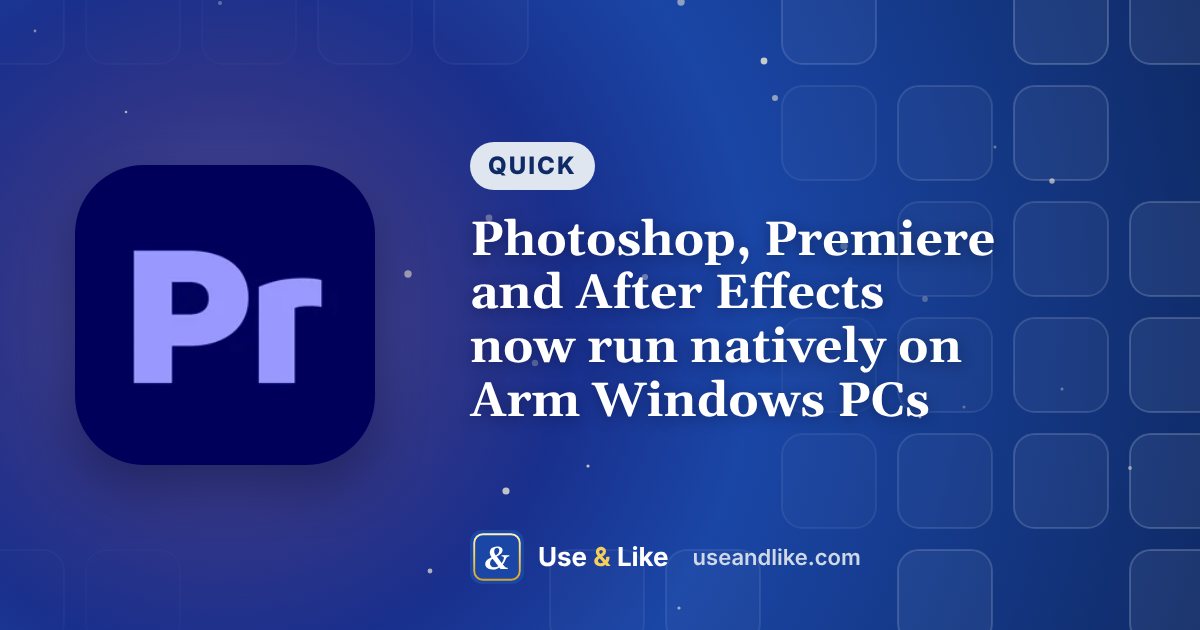 Pr
QUICK
Photoshop, Premiere
and After Effects
now run natively on
Arm Windows PCs
& Use & Like useandlike.com